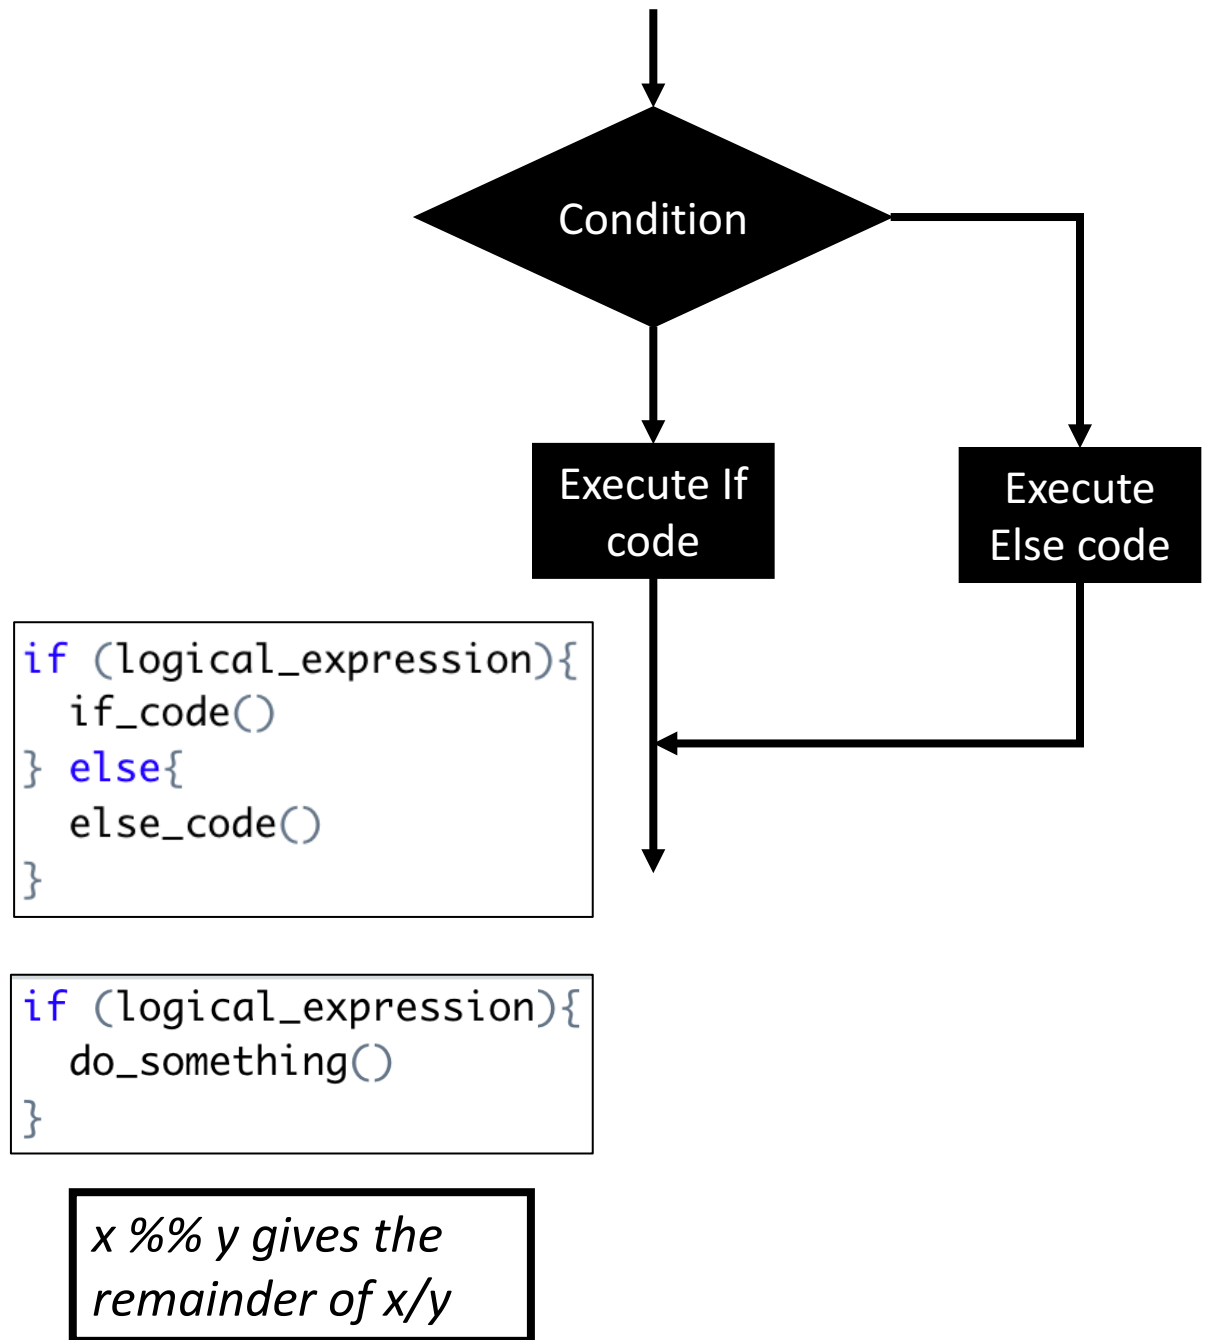 Condition
Execute If
code
Execute
Else code
if (logical_expression){
  if_code()
} else{
  else_code()
}
if (logical_expression){
  do_something()
}
x %% y gives the
remainder of x/y